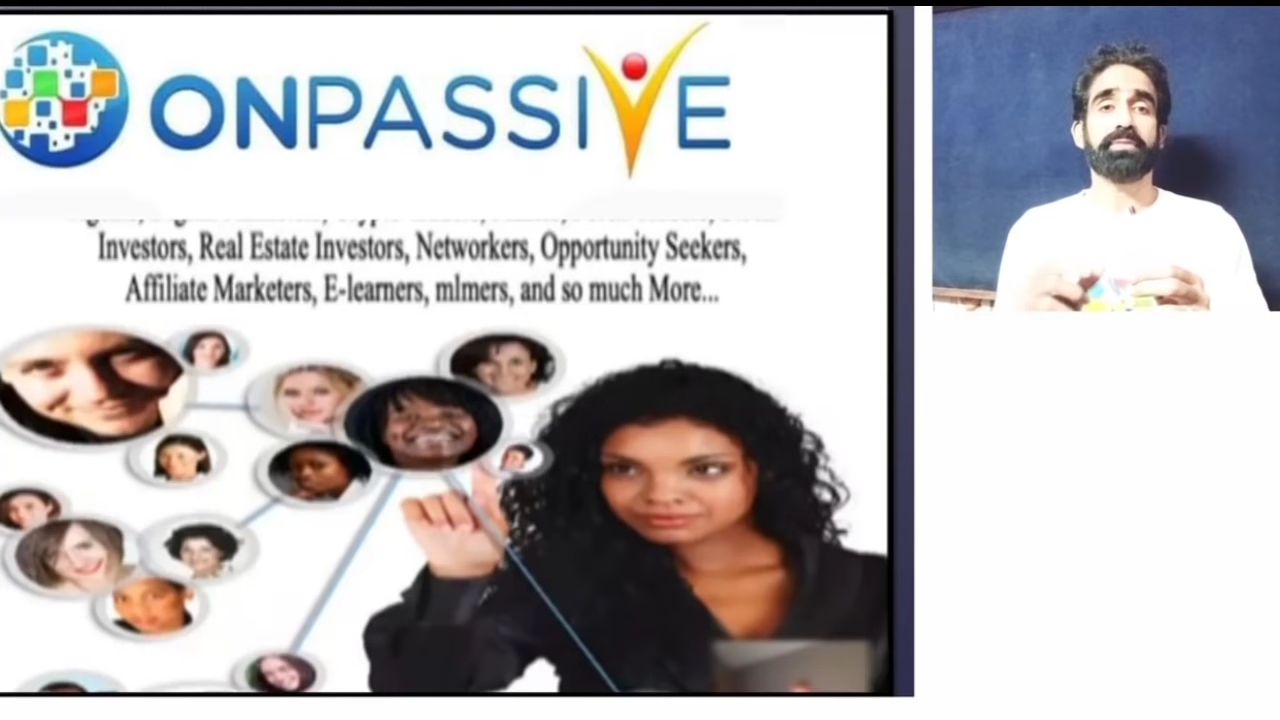 ONPASSIVE
Investors, Real Estate Investors, Networkers, Opportunity Seekers,
Affiliate Marketers, E-learners, mlmers, and so much More...